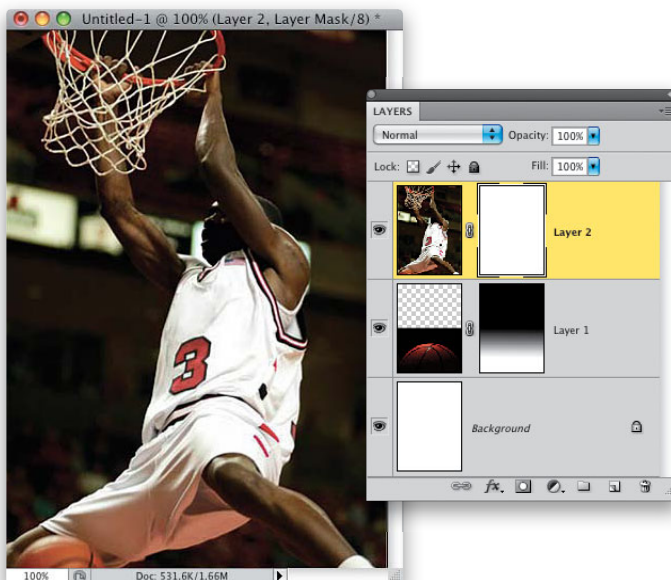 Untitled-1 @ 100% (Layer 2, Layer Mask/8) *
3
100%
Doc: 531.6K/1.66M
LAYERS
Normal
Opacity: 100%
Lock:
Fill: 100%
Layer 2
Layer 1
Background
fx.